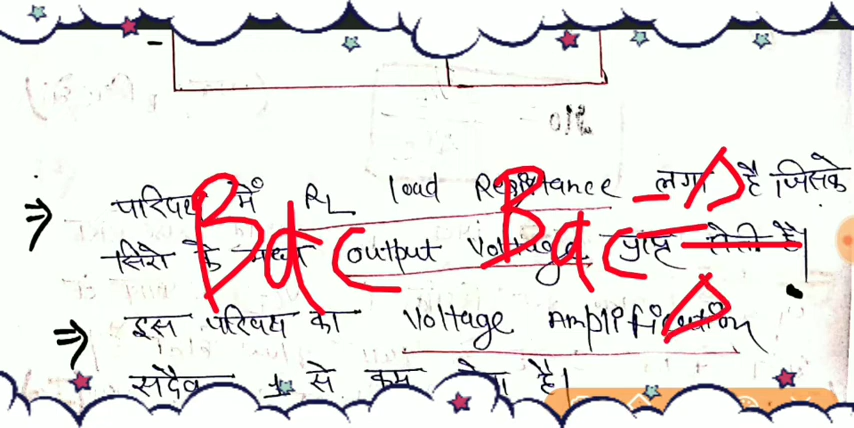 ⇒ परिपथ में RL load Resistance लगा है जिसके
सिरो के मध्य output voltage प्राप्त होती है।
⇒ इस परिपथ का Voltage Amplification
सदैव 1 से कम होता है।
Bdc Bac